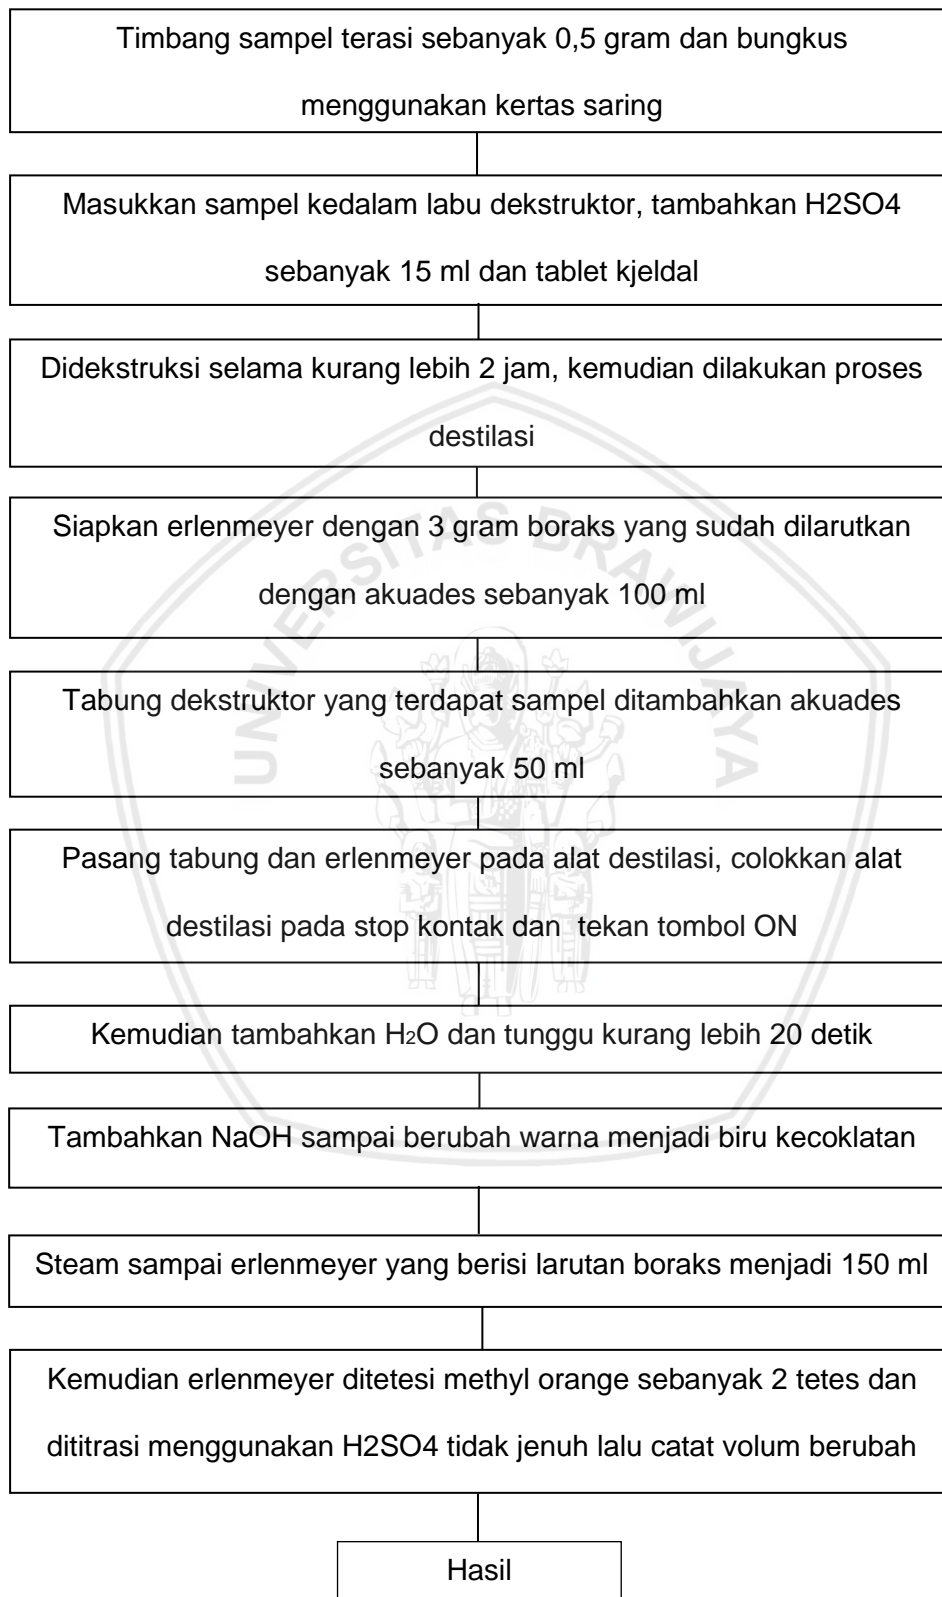 Timbang sampel terasi sebanyak 0,5 gram dan bungkus
menggunakan kertas saring
Masukkan sampel kedalam labu dekstruktor, tambahkan H2SO4
sebanyak 15 ml dan tablet kjeldal
Didekstruksi selama kurang lebih 2 jam, kemudian dilakukan proses
destilasi
Siapkan erlenmeyer dengan 3 gram boraks yang sudah dilarutkan
dengan akuades sebanyak 100 ml
Tabung dekstruktor yang terdapat sampel ditambahkan akuades
sebanyak 50 ml
Pasang tabung dan erlenmeyer pada alat destilasi, colokkan alat
destilasi pada stop kontak dan tekan tombol ON
Kemudian tambahkan H₂O dan tunggu kurang lebih 20 detik
Tambahkan NaOH sampai berubah warna menjadi biru kecoklatan
Steam sampai erlenmeyer yang berisi larutan boraks menjadi 150 ml
Kemudian erlenmeyer ditetesi methyl orange sebanyak 2 tetes dan
dititrasi menggunakan H2SO4 tidak jenuh lalu catat volum berubah
Hasil
UNIVERSITAS BRAWIJAYA